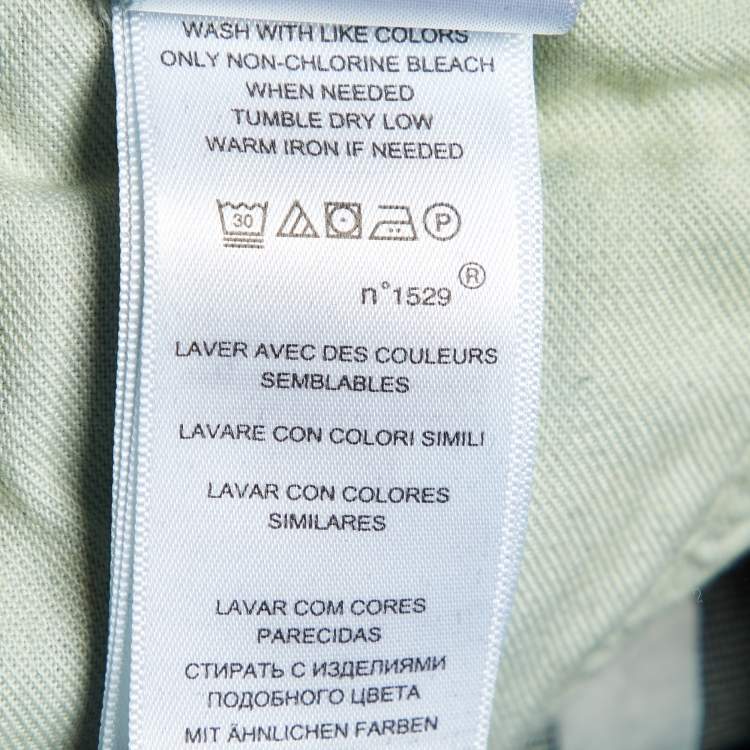 WASH WITH LIKE COLORS
ONLY NON-CHLORINE BLEACH
WHEN NEEDED
TUMBLE DRY LOW
WARM IRON IF NEEDED
30 P
n°1529 ®
LAVER AVEC DES COULEURS
SEMBLABLES
LAVARE CON COLORI SIMILI
LAVAR CON COLORES
SIMILARES
LAVAR COM CORES
PARECIDAS
СТИРАТЬ С ИЗДЕЛИЯМИ
ПОДОБНОГО ЦВЕТА
MIT ÄHNLICHEN FARBEN